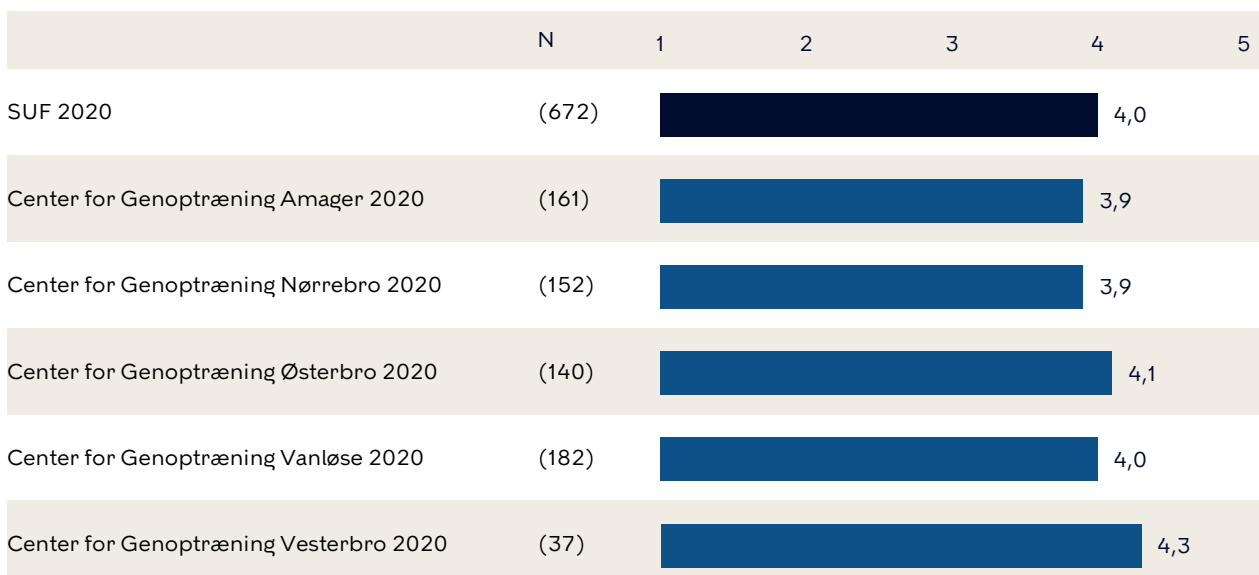 N 1 2 3 4 5
SUF 2020 (672) 4,0
Center for Genoptræning Amager 2020 (161) 3,9
Center for Genoptræning Nørrebro 2020 (152) 3,9
Center for Genoptræning Østerbro 2020 (140) 4,1
Center for Genoptræning Vanløse 2020 (182) 4,0
Center for Genoptræning Vesterbro 2020 (37) 4,3